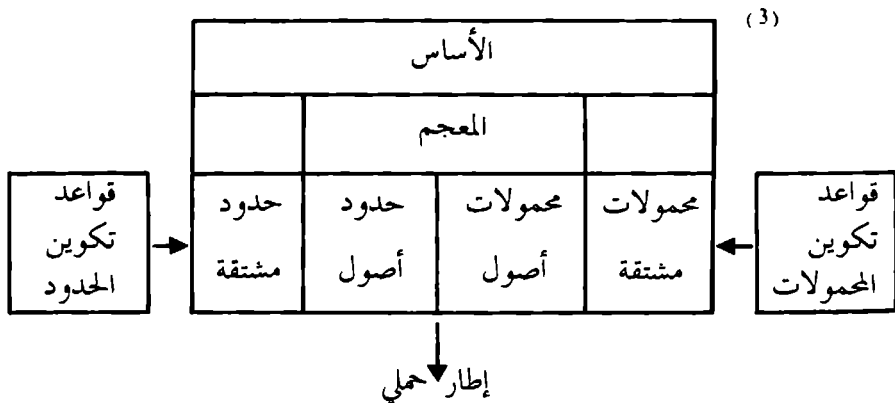 (3)
الأساس
المعجم
قواعد
تكوين
المحمولات
محمولات
مشتقة
محمولات
أصول
حدود
أصول
حدود
مشتقة
قواعد
تكوين
الحدود
إطار حملي